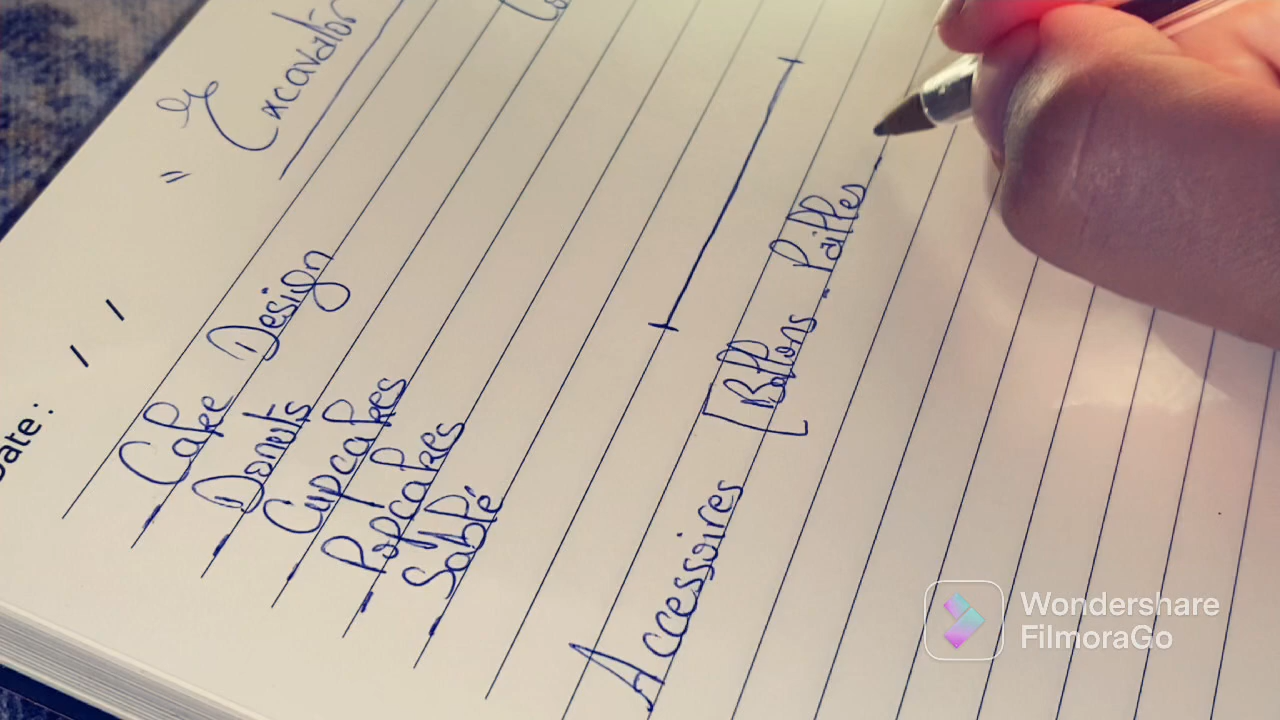 Date: / /
" Excavator
Cake Design
- Donuts
- Cupcakes
- Popcakes
- Sablé
Accessoires [Ballons - Pailles -
Wondershare
FilmoraGo